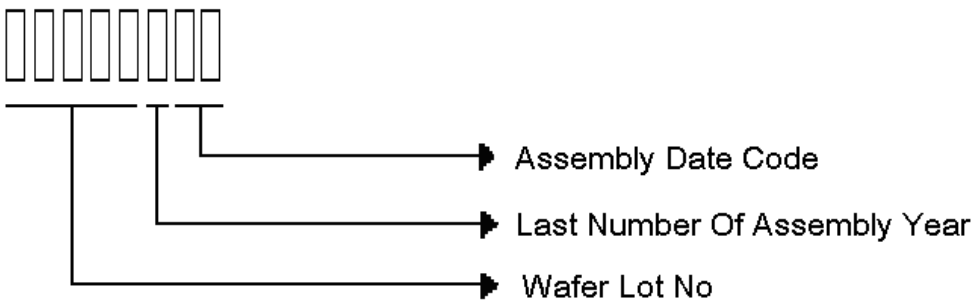 Assembly Date Code
Last Number Of Assembly Year
Wafer Lot No